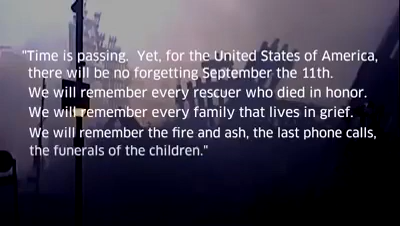 "Time is passing. Yet, for the United States of America,
there will be no forgetting September the 11th.
We will remember every rescuer who died in honor.
We will remember every family that lives in grief.
We will remember the fire and ash, the last phone calls,
the funerals of the children."